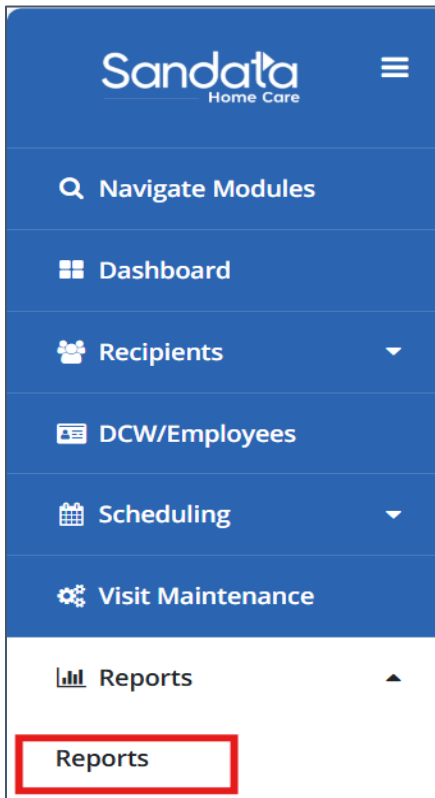 Sandata
Home Care
Navigate Modules
Dashboard
Recipients
DCW/Employees
Scheduling
Visit Maintenance
Reports
Reports